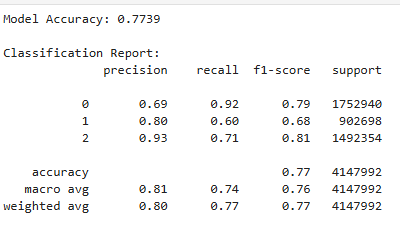 Model Accuracy: 0.7739
Classification Report:
precision recall f1-score support
0 0.69 0.92 0.79 1752940
1 0.80 0.60 0.68 902698
2 0.93 0.71 0.81 1492354
accuracy 0.77 4147992
macro avg 0.81 0.74 0.76 4147992
weighted avg 0.80 0.77 0.77 4147992